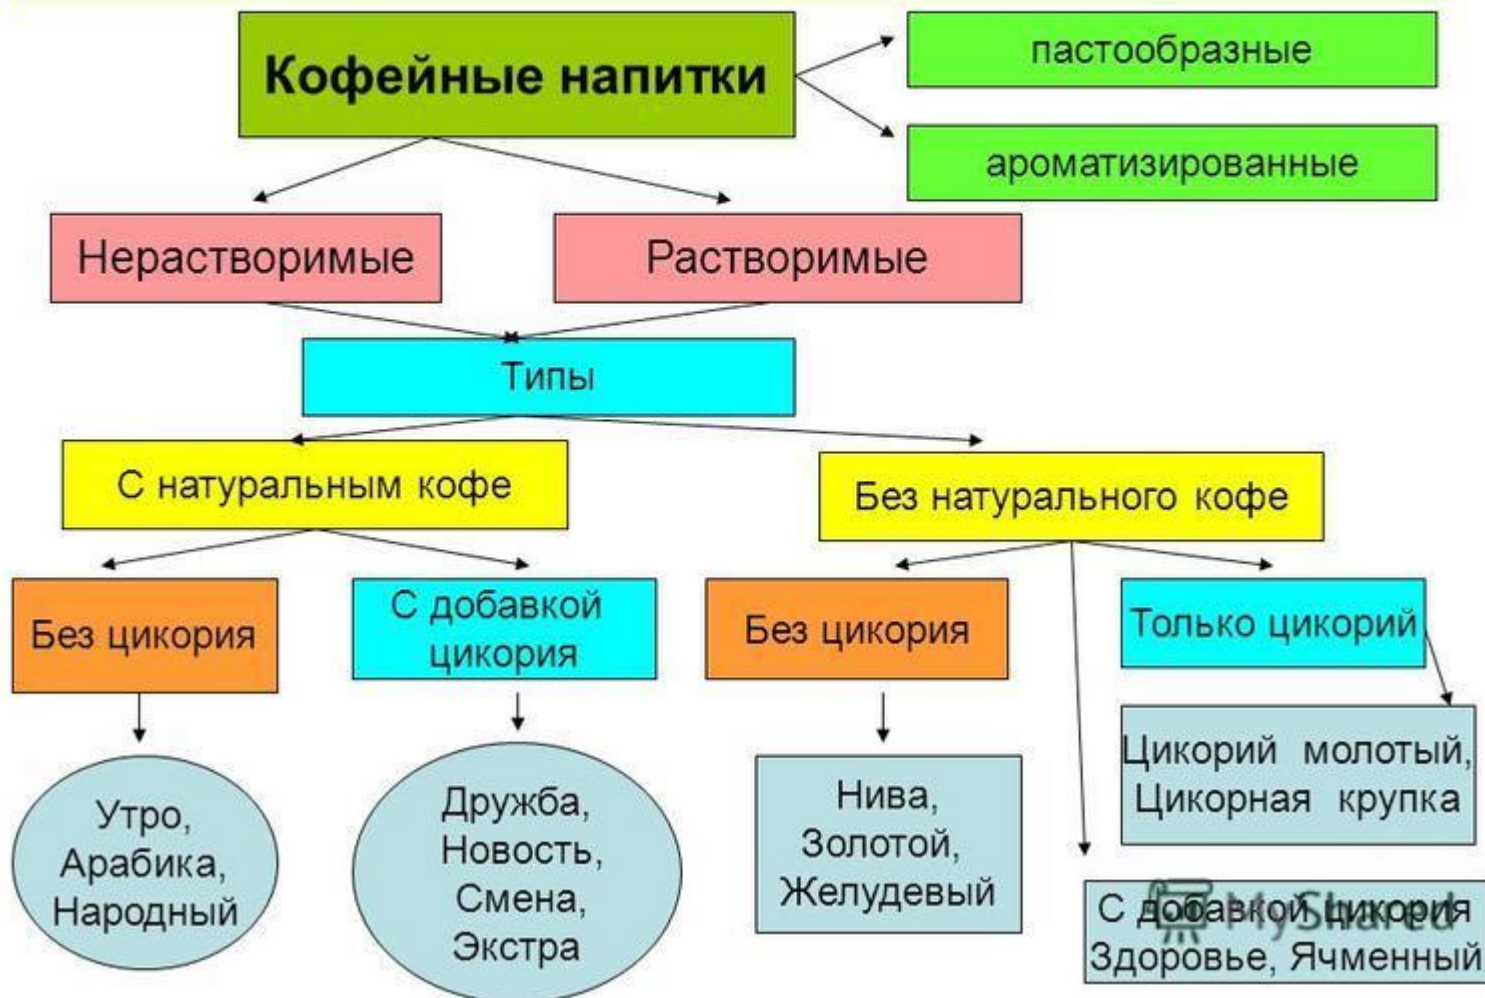 Кофейные напитки
пастообразные
ароматизированные
Нерастворимые
Растворимые
Типы
С натуральным кофе
Без натурального кофе
Без цикория
С добавкой
цикория
Без цикория
Только цикорий
Утро,
Арабика,
Народный
Дружба,
Новость,
Смена,
Экстра
Нива,
Золотой,
Желудевый
Цикорий молотый,
Цикорная крупка
С добавкой цикория
Здоровье, Ячменный
MyShared